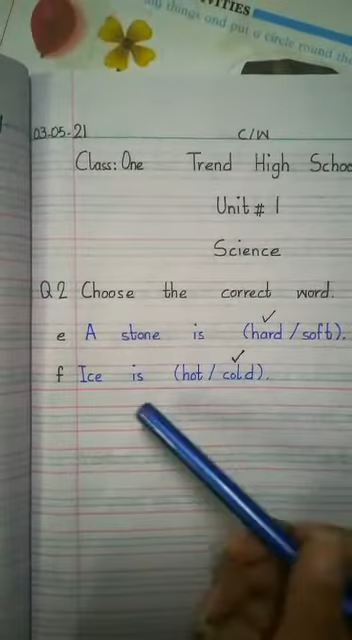 VITIES
things and put a circle round the
03-05-21 C/W
Class: One Trend High Schoo
Unit # 1
Science
Q2 Choose the correct word.
e A stone is (hard / soft).
f Ice is (hot / cold).